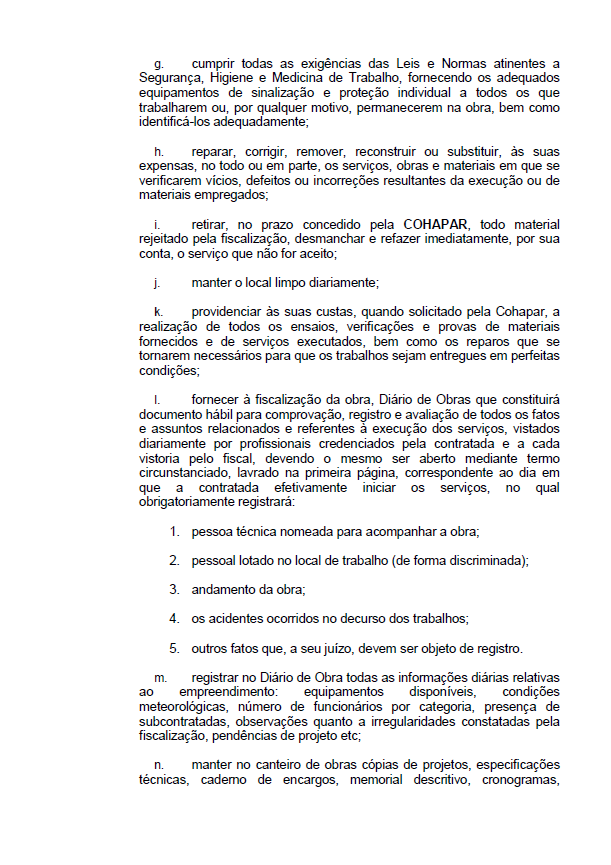 g. cumprir todas as exigências das Leis e Normas atinentes a
Segurança, Higiene e Medicina de Trabalho, fornecendo os adequados
equipamentos de sinalização e proteção individual a todos os que
trabalharem ou, por qualquer motivo, permanecerem na obra, bem como
identificá-los adequadamente;
h. reparar, corrigir, remover, reconstruir ou substituir, às suas
expensas, no todo ou em parte, os serviços, obras e materiais em que se
verificarem vícios, defeitos ou incorreções resultantes da execução ou de
materiais empregados;
i. retirar, no prazo concedido pela COHAPAR, todo material
rejeitado pela fiscalização, desmanchar e refazer imediatamente, por sua
conta, o serviço que não for aceito;
j. manter o local limpo diariamente;
k. providenciar às suas custas, quando solicitado pela Cohapar, a
realização de todos os ensaios, verificações e provas de materiais
fornecidos e de serviços executados, bem como os reparos que se
tornarem necessários para que os trabalhos sejam entregues em perfeitas
condições;
l. fornecer à fiscalização da obra, Diário de Obras que constituirá
documento hábil para comprovação, registro e avaliação de todos os fatos
e assuntos relacionados e referentes à execução dos serviços, vistados
diariamente por profissionais credenciados pela contratada e a cada
vistoria pelo fiscal, devendo o mesmo ser aberto mediante termo
circunstanciado, lavrado na primeira página, correspondente ao dia em
que a contratada efetivamente iniciar os serviços, no qual
obrigatoriamente registrará:
1. pessoa técnica nomeada para acompanhar a obra;
2. pessoal lotado no local de trabalho (de forma discriminada);
3. andamento da obra;
4. os acidentes ocorridos no decurso dos trabalhos;
5. outros fatos que, a seu juízo, devem ser objeto de registro.
m. registrar no Diário de Obra todas as informações diárias relativas
ao empreendimento: equipamentos disponíveis, condições
meteorológicas, número de funcionários por categoria, presença de
subcontratadas, observações quanto a irregularidades constatadas pela
fiscalização, pendências de projeto etc;
n. manter no canteiro de obras cópias de projetos, especificações
técnicas, caderno de encargos, memorial descritivo, cronogramas,